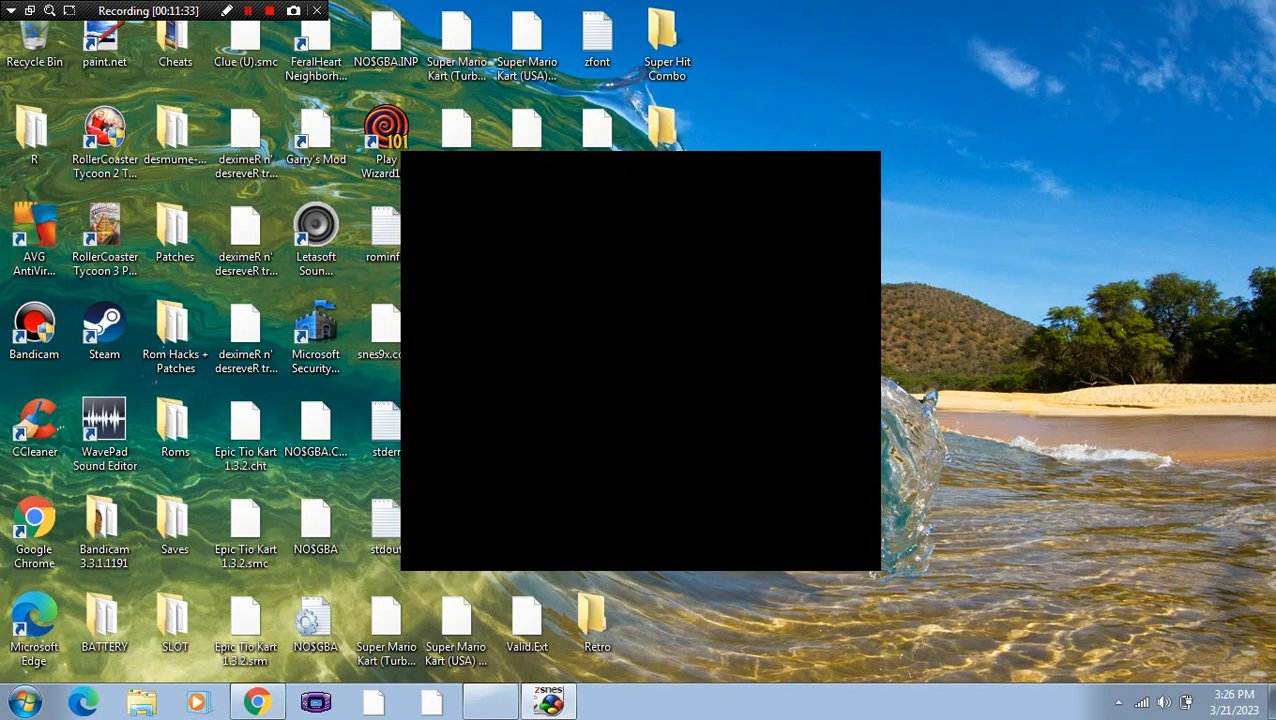 Recording [00:11:33]
Recycle Bin
paint.net
Cheats
Clue (U).smc
FeralHeart
Neighborh...
NO$GBA.INP
Super Mario
Kart (Turb...
Super Mario
Kart (USA)...
zfont
Super Hit
Combo
R
RollerCoaster
Tycoon 2 T...
desmume-...
deximeR n'
desreveR tr...
Garry's Mod
Play
101
AVG
AntiVir...
RollerCoaster
Tycoon 3 P...
Patches
deximeR n'
desreveR tr...
Letasoft
Soun...
Bandicam
Steam
Rom Hacks +
Patches
deximeR n'
desreveR tr...
Microsoft
Security...
CCleaner
WavePad
Sound Editor
Roms
Epic Tio Kart
1.3.2.cht
NO$GBA.C...
Google
Chrome
Bandicam
3.3.1.1191
Saves
Epic Tio Kart
1.3.2.smc
NO$GBA
Microsoft
Edge
BATTERY
SLOT
Epic Tio Kart
1.3.2.srm
NO$GBA
Super Mario
Kart (Turb...
Super Mario
Kart (USA) ...
Valid.Ext
Retro
zsnes
3:26 PM
3/21/2023